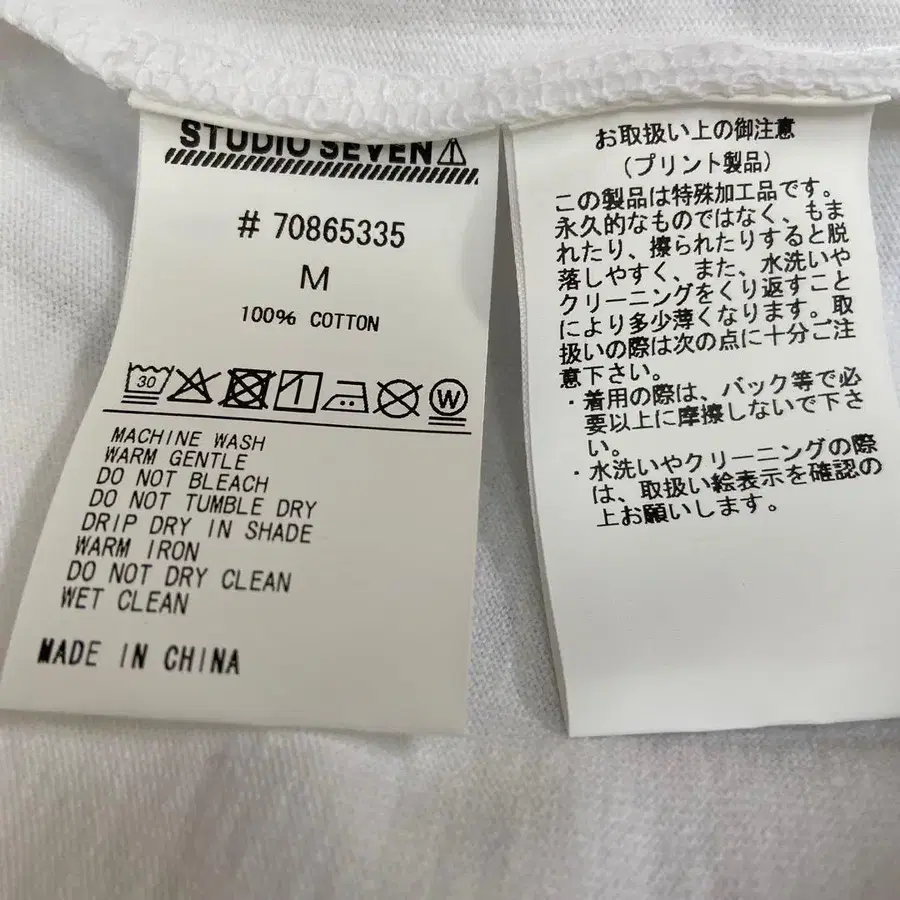 STUDIO SEVEN
# 70865335
M
100% COTTON
30
W
MACHINE WASH
WARM GENTLE
DO NOT BLEACH
DO NOT TUMBLE DRY
DRIP DRY IN SHADE
WARM IRON
DO NOT DRY CLEAN
WET CLEAN
MADE IN CHINA
お取扱い上の御注意
(プリント製品)
この製品は特殊加工品です。
永久的なものではなく、もま
れたり、擦られたりすると脱
落しやすく、また、水洗いや
クリーニングをくり返すこと
により多少薄くなります。取
扱いの際は次の点に十分ご注
意下さい。
・着用の際は、バック等で必
要以上に摩擦しないで下さ
い。
・水洗いやクリーニングの際
は、取扱い絵表示を確認の
上お願いします。